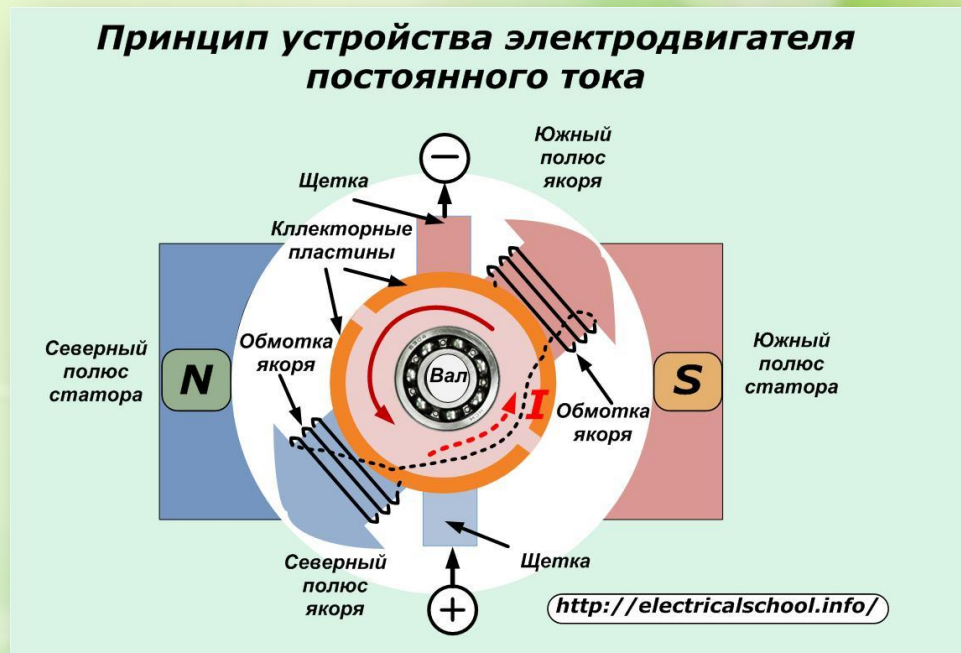 Принцип устройства электродвигателя
постоянного тока
Южный
полюс
якоря
−
Щетка
Кллекторные
пластины
Обмотка
якоря
Северный
полюс
статора
N
Вал
S
Южный
полюс
статора
I
Обмотка
якоря
Северный
полюс
якоря
Щетка
+
http://electricalschool.info/